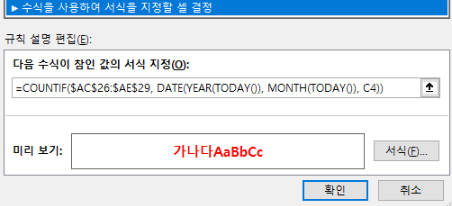 ► 수식을 사용하여 서식을 지정할 셀 결정
규칙 설명 편집(E):
다음 수식이 참인 값의 서식 지정(O):
=COUNTIF($AC$26:$AE$29, DATE(YEAR(TODAY()), MONTH(TODAY()), C4))
미리 보기: 가나다AaBbCc 서식(F)...
확인 취소